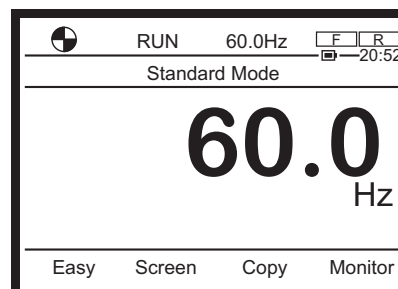 RUN 60.0Hz F R
20:52
Standard Mode
60.0
Hz
Easy Screen Copy Monitor